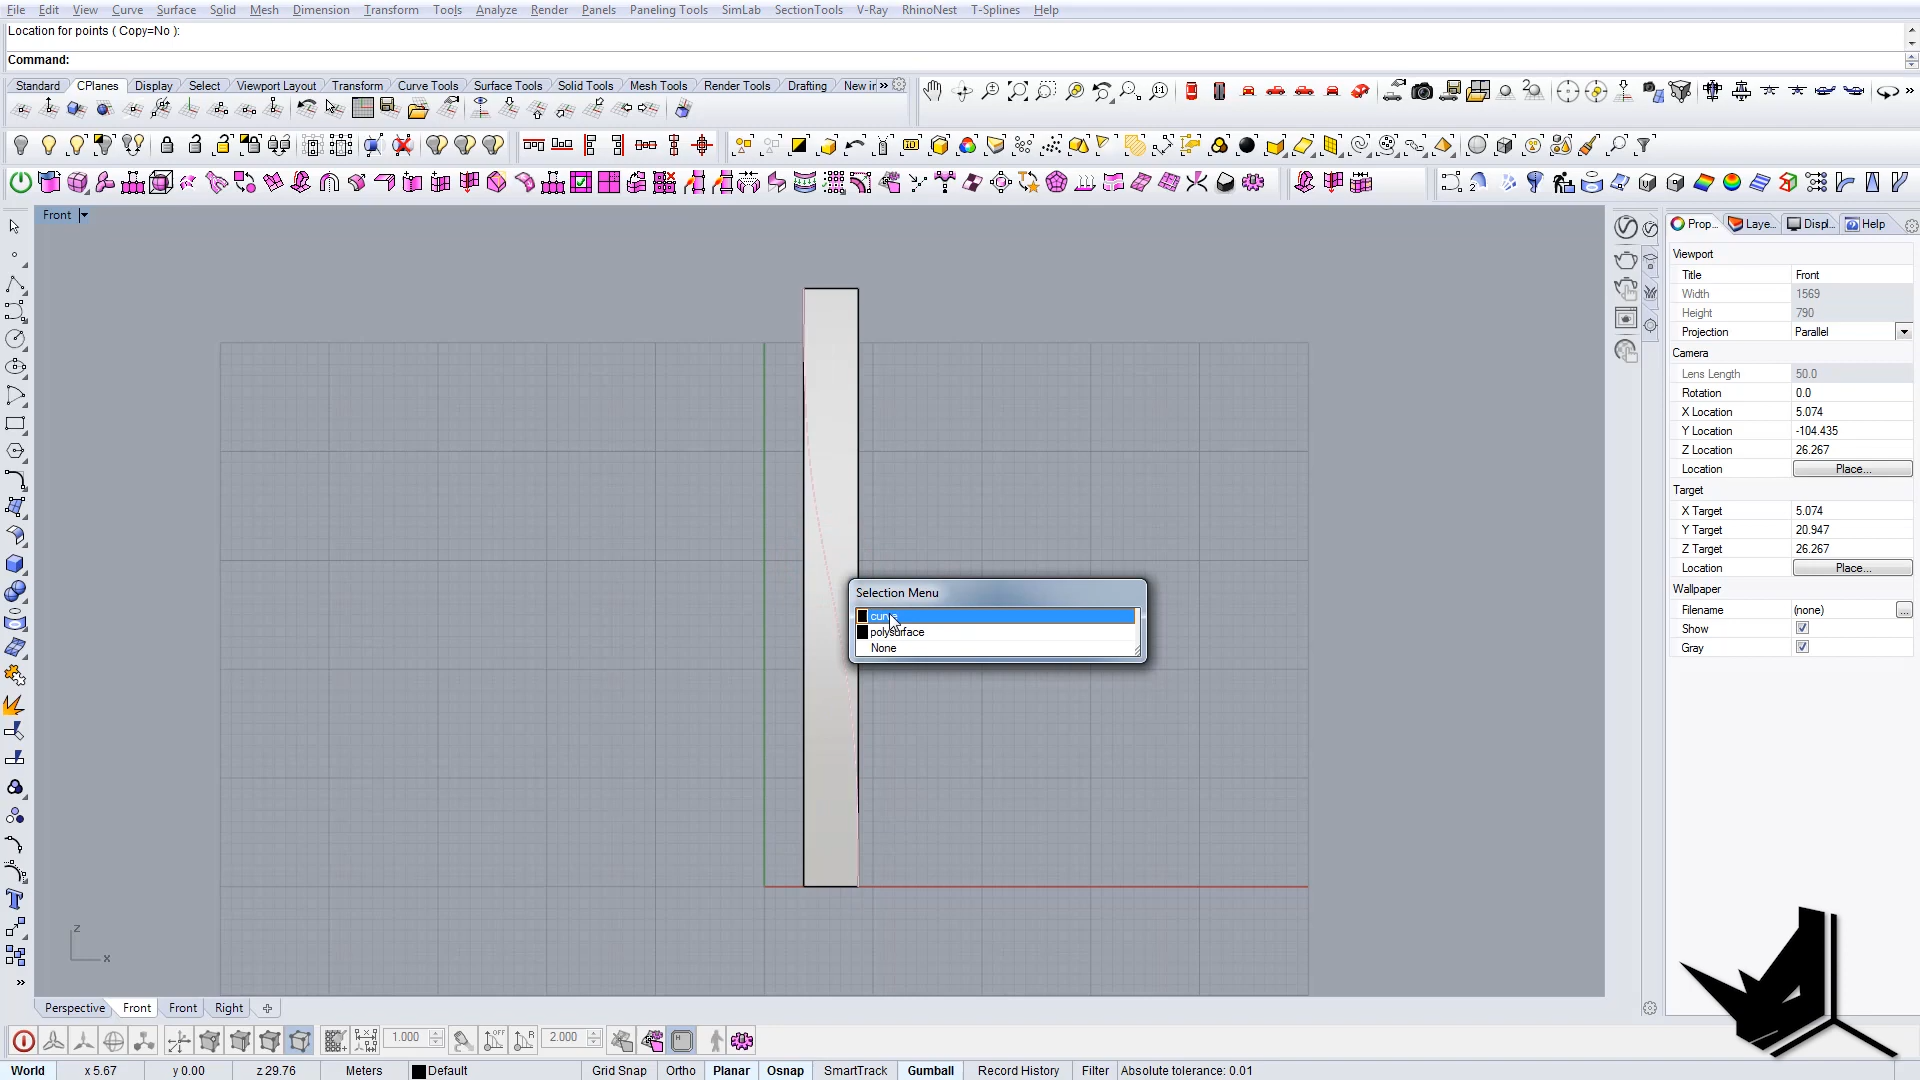 File Edit View Curve Surface Solid Mesh Dimension Transform Tools Analyze Render Panels Paneling Tools SimLab SectionTools V-Ray RhinoNest T-Splines Help
Location for points ( Copy=No ):
Command:
Standard CPlanes Display Select Viewport Layout Transform Curve Tools Surface Tools Solid Tools Mesh Tools Render Tools Drafting New in »
Front
Prop... Laye... Displ... Help
Viewport
Title Front
Width 1569
Height 790
Projection Parallel
Camera
Lens Length 50.0
Rotation 0.0
X Location 5.074
Y Location -104.435
Z Location 26.267
Location Place...
Target
X Target 5.074
Y Target 20.947
Z Target 26.267
Location Place...
Wallpaper
Filename (none) ...
Show
Gray
Selection Menu
curve
polysurface
None
z
x
Perspective Front Front Right
1.000 2.000
World x 5.67 y 0.00 z 29.76 Meters Default Grid Snap Ortho Planar Osnap SmartTrack Gumball Record History Filter Absolute tolerance: 0.01